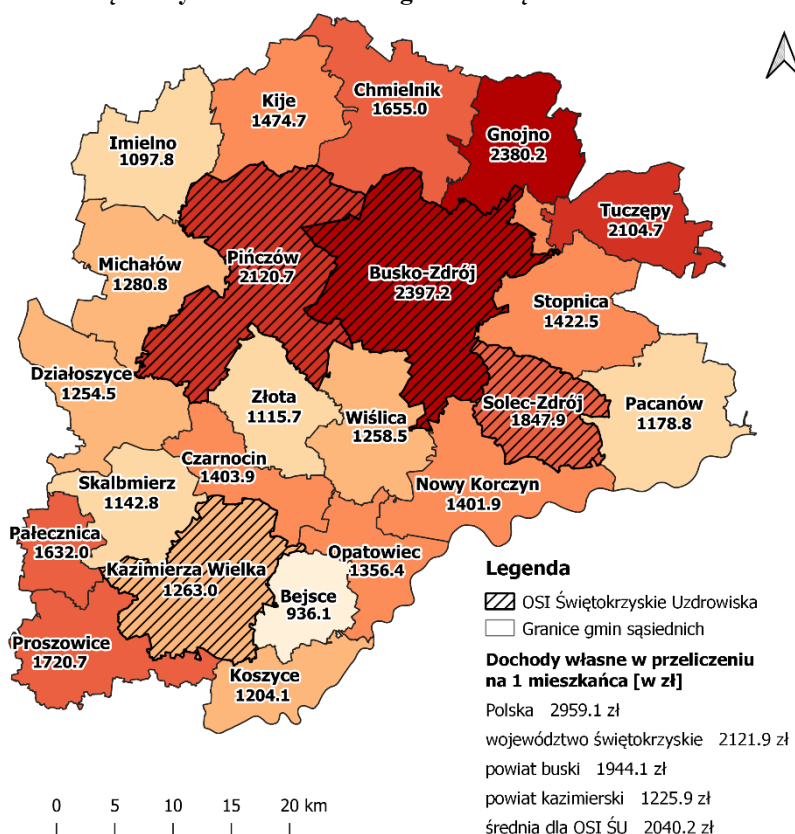 Kije
1474.7
Chmielnik
1655.0
Gnojno
2380.2
Imielno
1097.8
Tuczępy
2104.7
Michałów
1280.8
Pińczów
2120.7
Busko-Zdrój
2397.2
Stopnica
1422.5
Działoszyce
1254.5
Złota
1115.7
Wiślica
1258.5
Solec-Zdrój
1847.9
Pacanów
1178.8
Czarnocin
1403.9
Skalbmierz
1142.8
Nowy Korczyn
1401.9
Pałecznica
1632.0
Kazimierza Wielka
1263.0
Opatowiec
1356.4
Bejsce
936.1
Proszowice
1720.7
Koszyce
1204.1
Legenda
OSI Świętokrzyskie Uzdrowiska
Granice gmin sąsiednich
Dochody własne w przeliczeniu
na 1 mieszkańca [w zł]
Polska 2959.1 zł
województwo świętokrzyskie 2121.9 zł
powiat buski 1944.1 zł
powiat kazimierski 1225.9 zł
średnia dla OSI ŚU 2040.2 zł
0 5 10 15 20 km